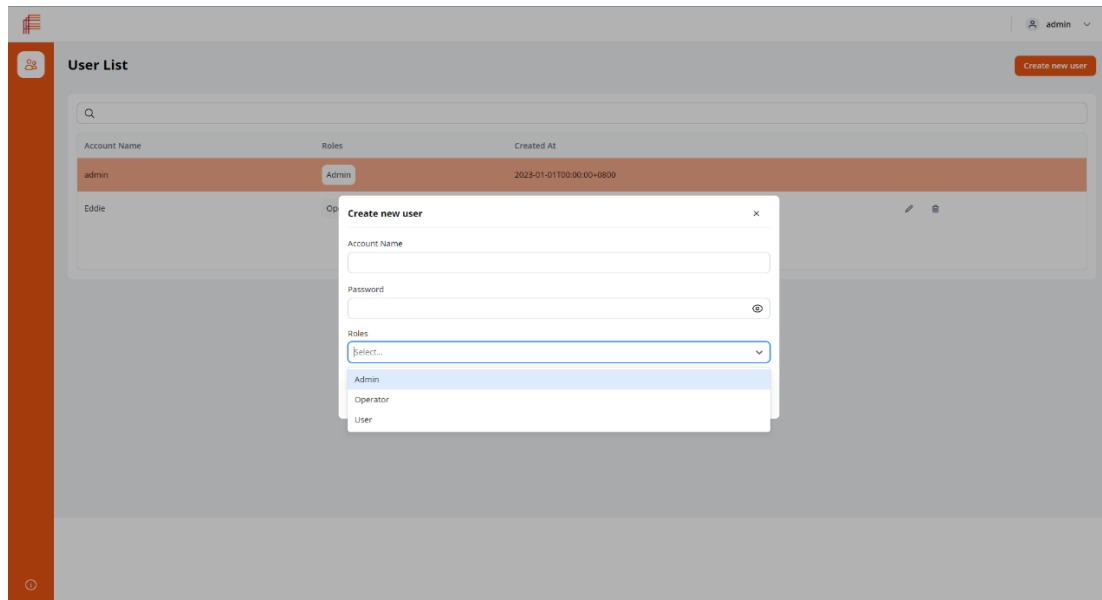 admin
User List
Create new user
Account Name Roles Created At
admin Admin 2023-01-01T00:00:00+0800
Eddie Op
Create new user
Account Name
Password
Roles
Select...
Admin
Operator
User